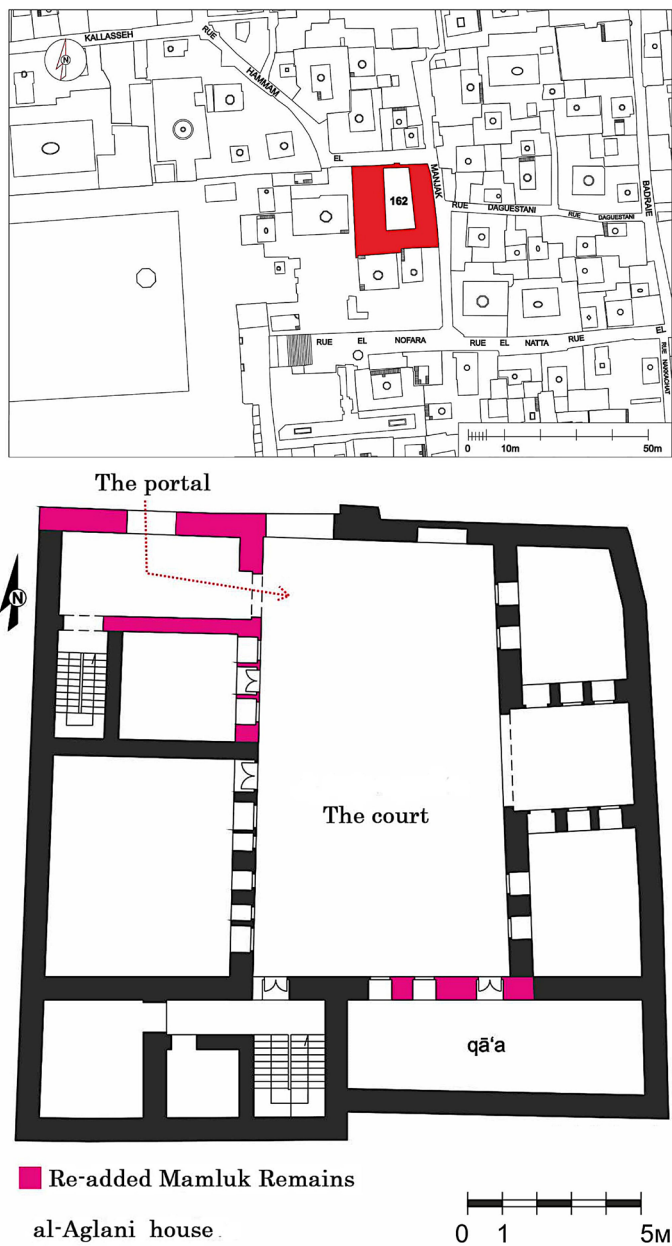 KALLASSEH
RUE
HAMMAM
N
EL
MANJAK
162
RUE DAGUESTANI
RUE DAGUESTANI
BADRAIE
RUE EL NOFARA
RUE EL NATTA
RUE
EL
RUE NAKKACHAT
0 10m 50m
The portal
N
The court
qā‘a
Re-added Mamluk Remains
al-Aglani house
0 1 5M